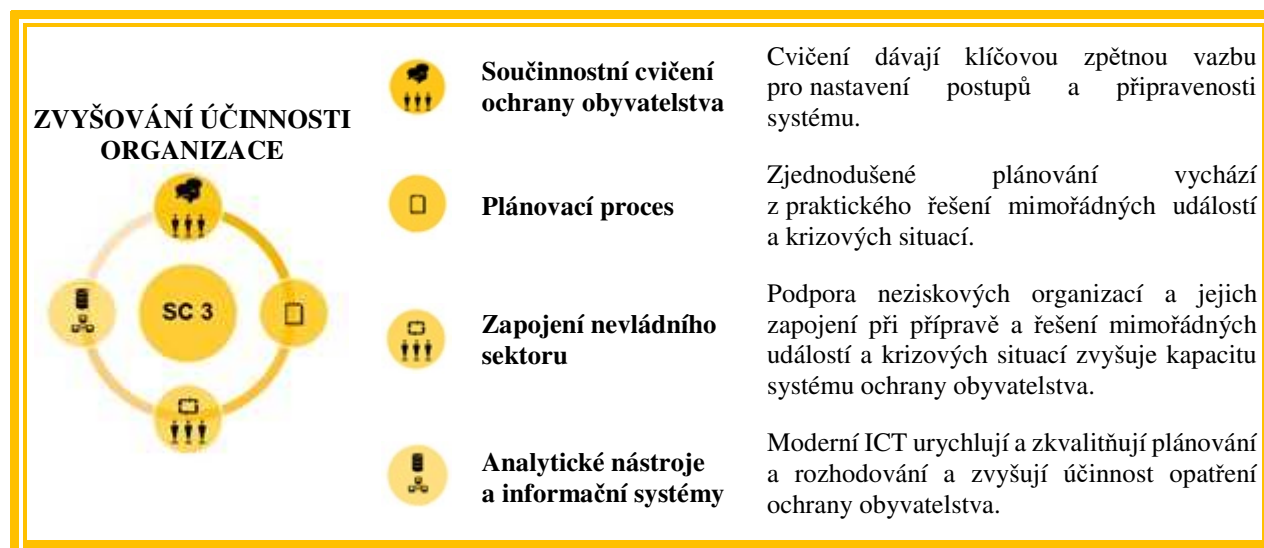 ZVYŠOVÁNÍ ÚČINNOSTI
ORGANIZACE
SC 3
Součinnostní cvičení
ochrany obyvatelstva
Cvičení dávají klíčovou zpětnou vazbu
pro nastavení postupů a připravenosti
systému.
Plánovací proces
Zjednodušené plánování vychází
z praktického řešení mimořádných událostí
a krizových situací.
Zapojení nevládního
sektoru
Podpora neziskových organizací a jejich
zapojení při přípravě a řešení mimořádných
událostí a krizových situací zvyšuje kapacitu
systému ochrany obyvatelstva.
Analytické nástroje
a informační systémy
Moderní ICT urychlují a zkvalitňují plánování
a rozhodování a zvyšují účinnost opatření
ochrany obyvatelstva.